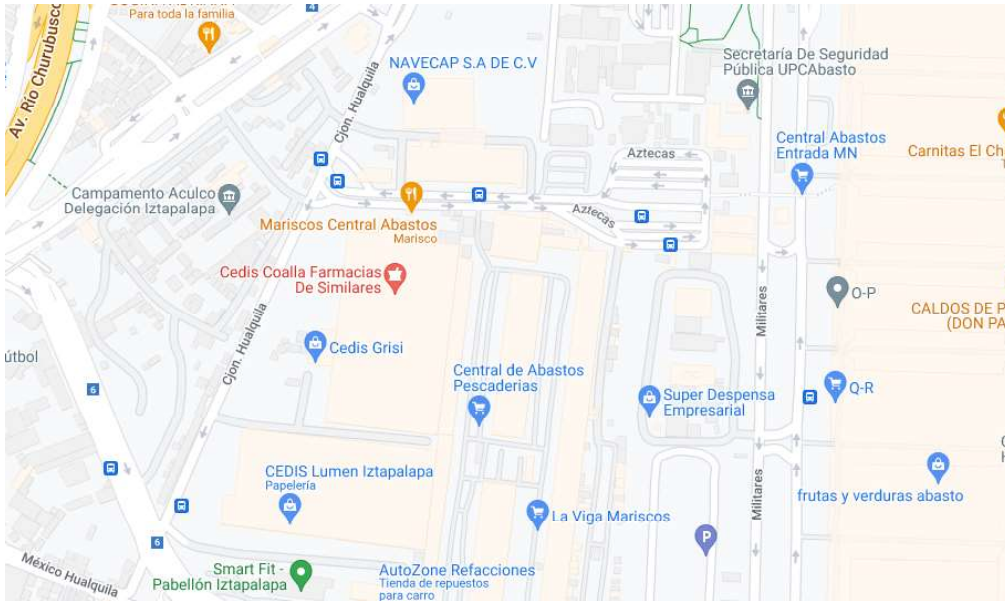 Para toda la familia
4
Av. Río Churubusco
NAVECAP S.A DE C.V
Cjon. Hualquila
Secretaría De Seguridad
Pública UPCAbasto
Aztecas
Central Abastos
Entrada MN
Carnitas El Ch
Campamento Aculco
Delegación Iztapalapa
Mariscos Central Abastos
Marisco
Aztecas
Cedis Coalla Farmacias
De Similares
O-P
CALDOS DE P
(DON PA
Militares
Cjon. Hualquila
Cedis Grisi
útbol
6
Central de Abastos
Pescaderias
Super Despensa
Empresarial
Q-R
CEDIS Lumen Iztapalapa
Papelería
Militares
frutas y verduras abasto
La Viga Mariscos
6
P
México Hualquila
Smart Fit -
Pabellón Iztapalapa
AutoZone Refacciones
Tienda de repuestos
para carro